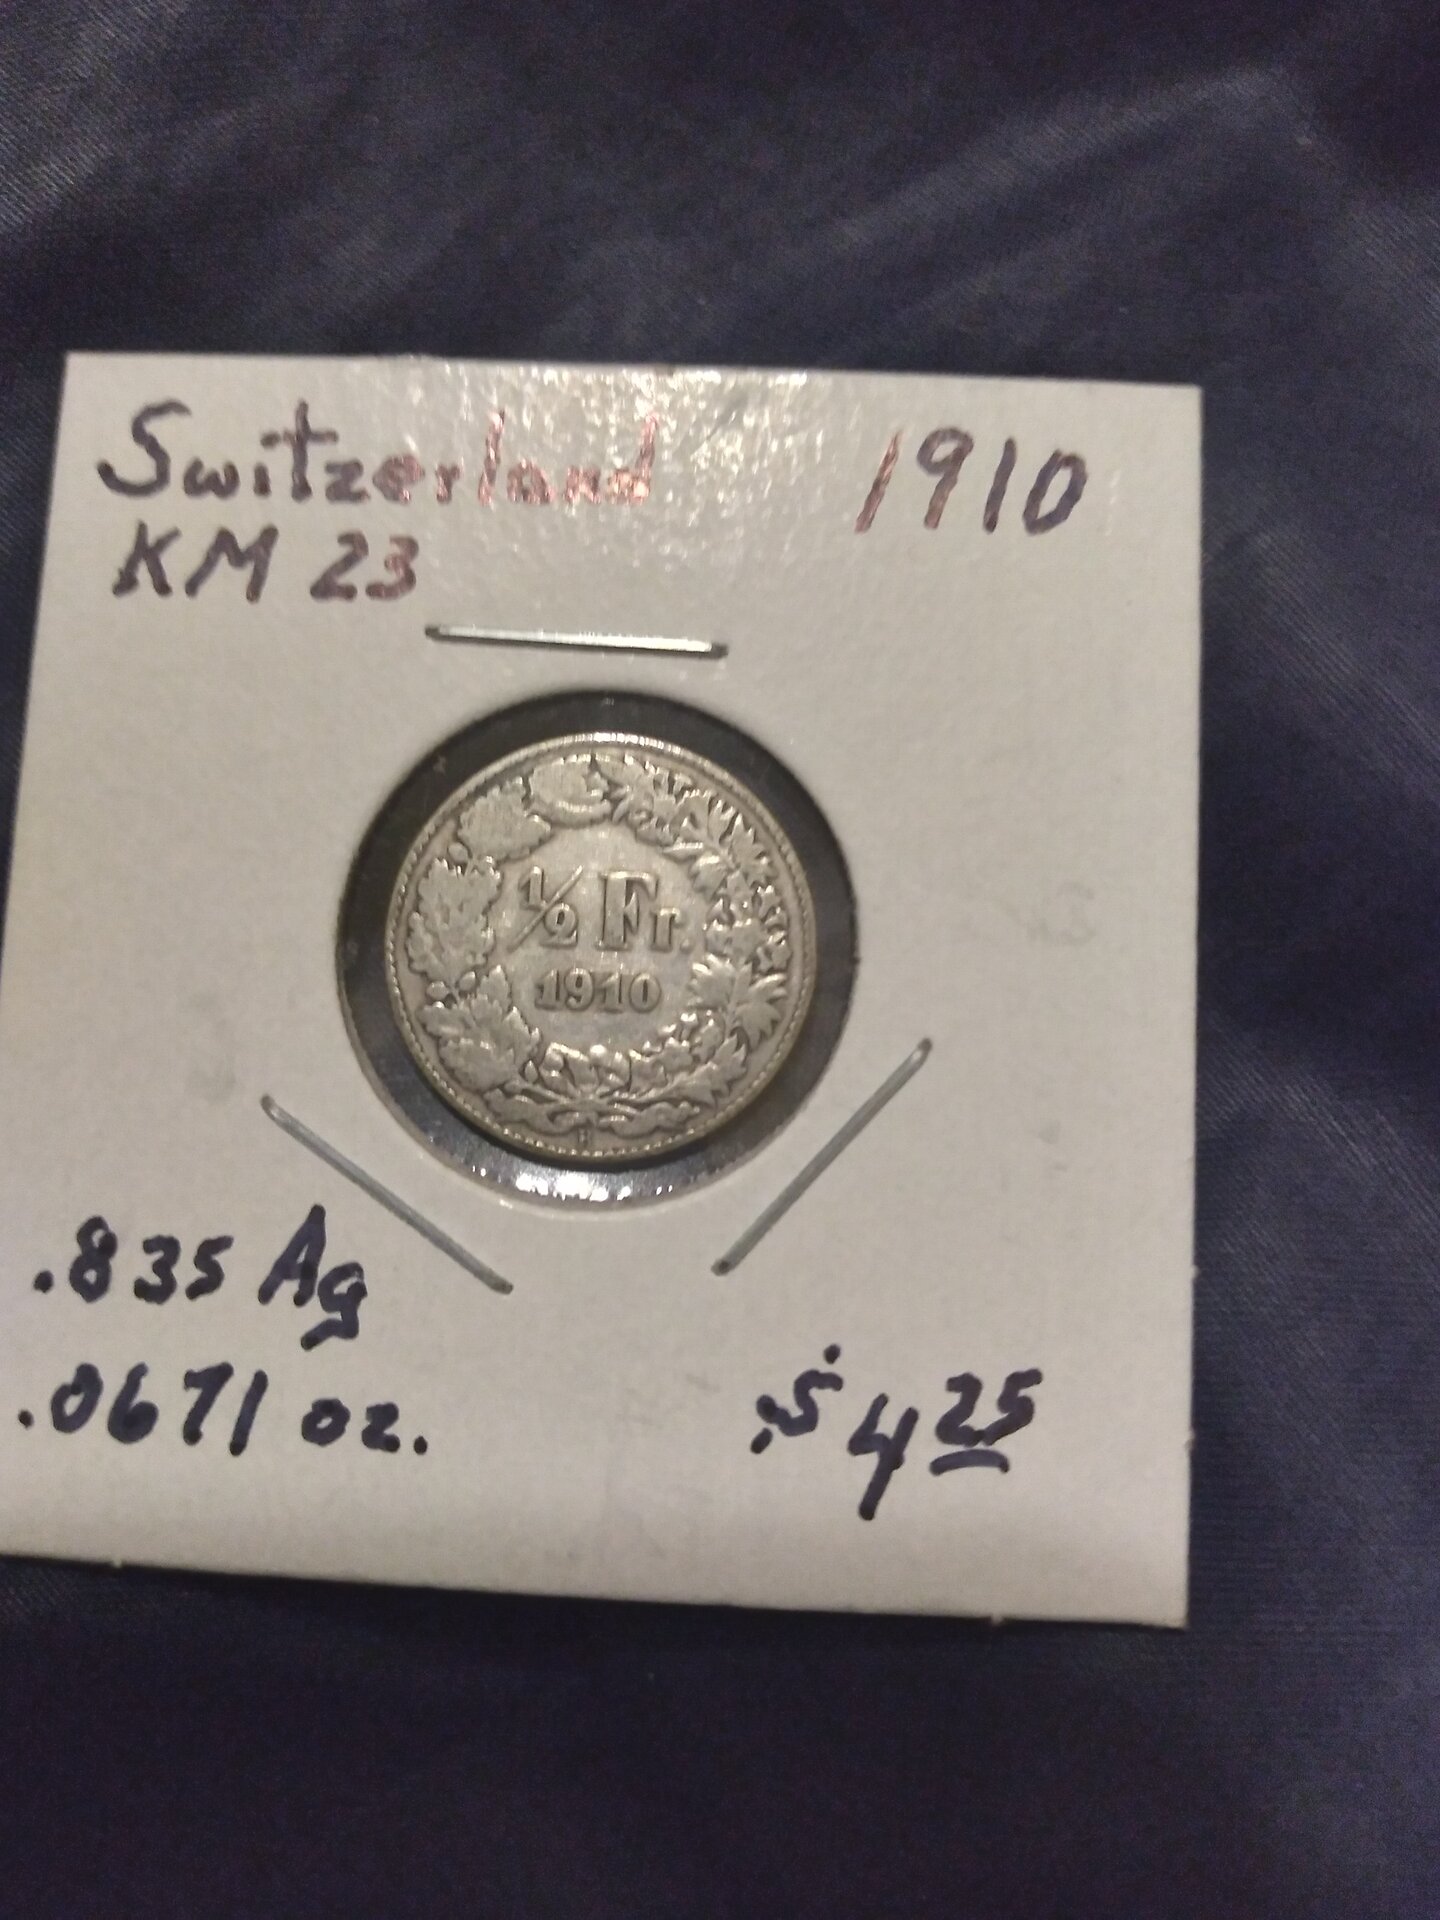 Switzerland 1910
KM 23
1/2 Fr.
1910
B
.835 Ag
.0671 oz.
$4.25